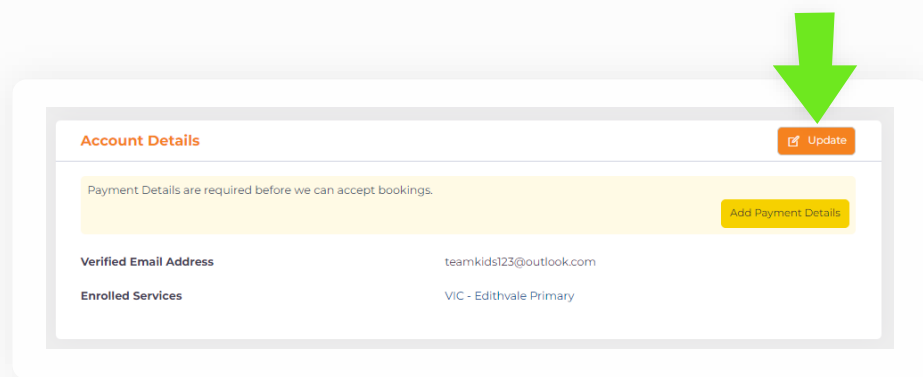 Account Details
Update
Payment Details are required before we can accept bookings.
Add Payment Details
Verified Email Address teamkids123@outlook.com
Enrolled Services VIC - Edithvale Primary